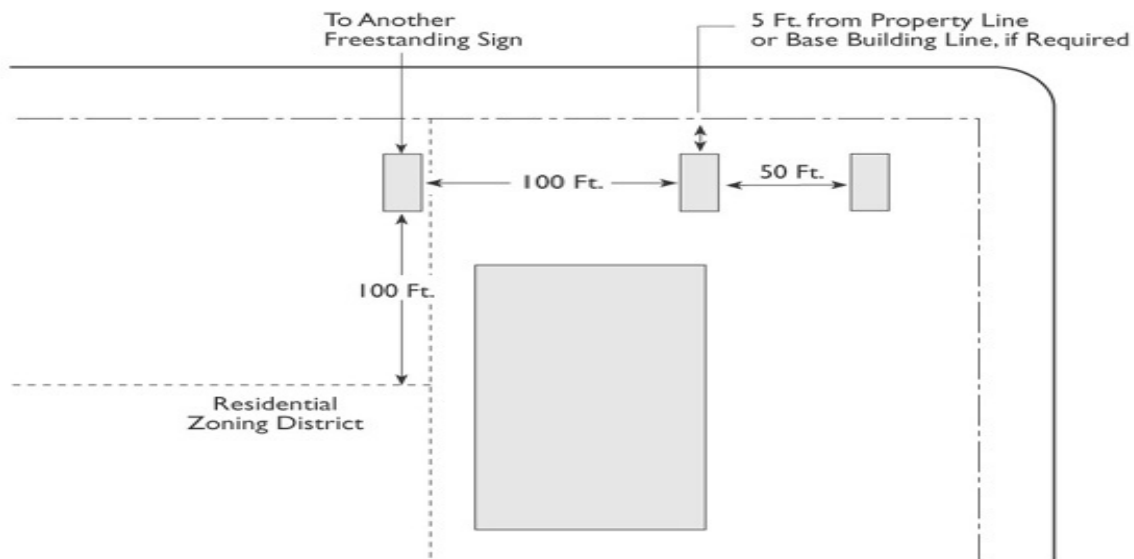 To Another
Freestanding Sign
5 Ft. from Property Line
or Base Building Line, if Required
100 Ft.
50 Ft.
100 Ft.
Residential
Zoning District